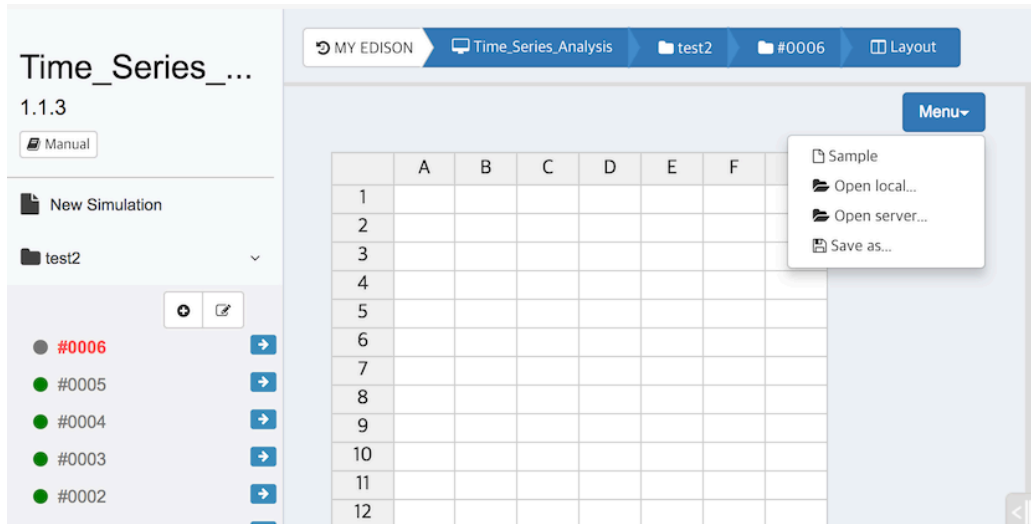 Time_Series_...
1.1.3
Manual
New Simulation
test2
#0006
#0005
#0004
#0003
#0002
MY EDISON Time_Series_Analysis test2 #0006 Layout
Menu
Sample
Open local...
Open server...
Save as...
A B C D E F
1
2
3
4
5
6
7
8
9
10
11
12